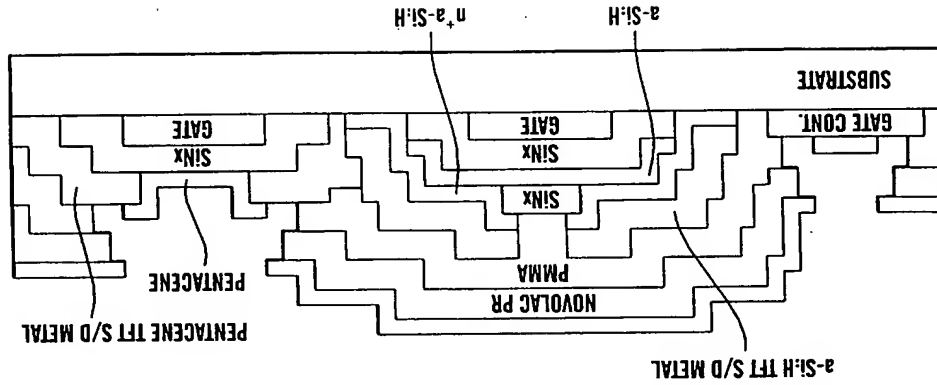 a-Si:H TFT S/D METAL
PENTACENE TFT S/D METAL
NOVOLAC PR
PENTACENE
PMMA
SiNx
SiNx
SiNx
GATE CONT.
GATE
GATE
SUBSTRATE
a-Si:H
n⁺ a-Si:H